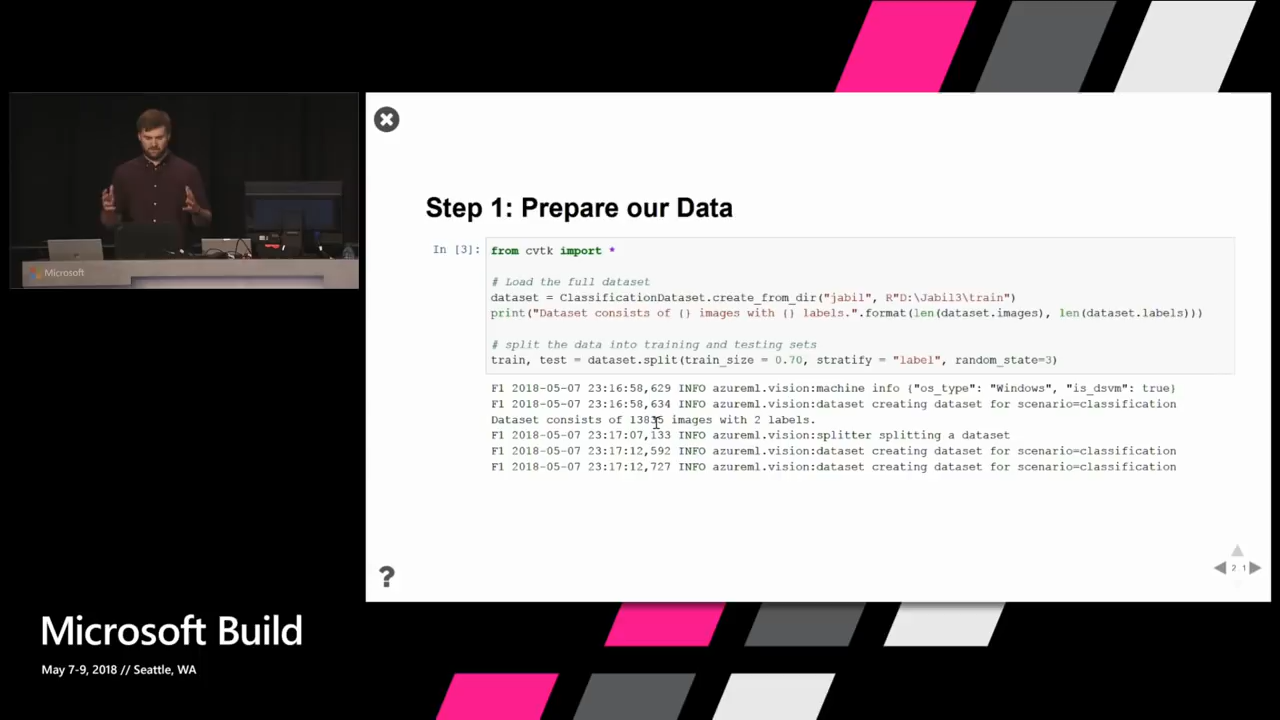 Microsoft
Step 1: Prepare our Data
In [3]:
from cvtk import *
# Load the full dataset
dataset = ClassificationDataset.create_from_dir("jabil", R"D:\Jabil3\train")
print("Dataset consists of {} images with {} labels.".format(len(dataset.images), len(dataset.labels)))
# split the data into training and testing sets
train, test = dataset.split(train_size = 0.70, stratify = "label", random_state=3)
F1 2018-05-07 23:16:58,629 INFO azureml.vision:machine info {"os_type": "Windows", "is_dsvm": true}
F1 2018-05-07 23:16:58,634 INFO azureml.vision:dataset creating dataset for scenario=classification
Dataset consists of images with 2 labels.
F1 2018-05-07 23:17:07,133 INFO azureml.vision:splitter splitting a dataset
F1 2018-05-07 23:17:12,592 INFO azureml.vision:dataset creating dataset for scenario=classification
F1 2018-05-07 23:17:12,727 INFO azureml.vision:dataset creating dataset for scenario=classification
?
2 1
Microsoft Build
May 7-9, 2018 // Seattle, WA